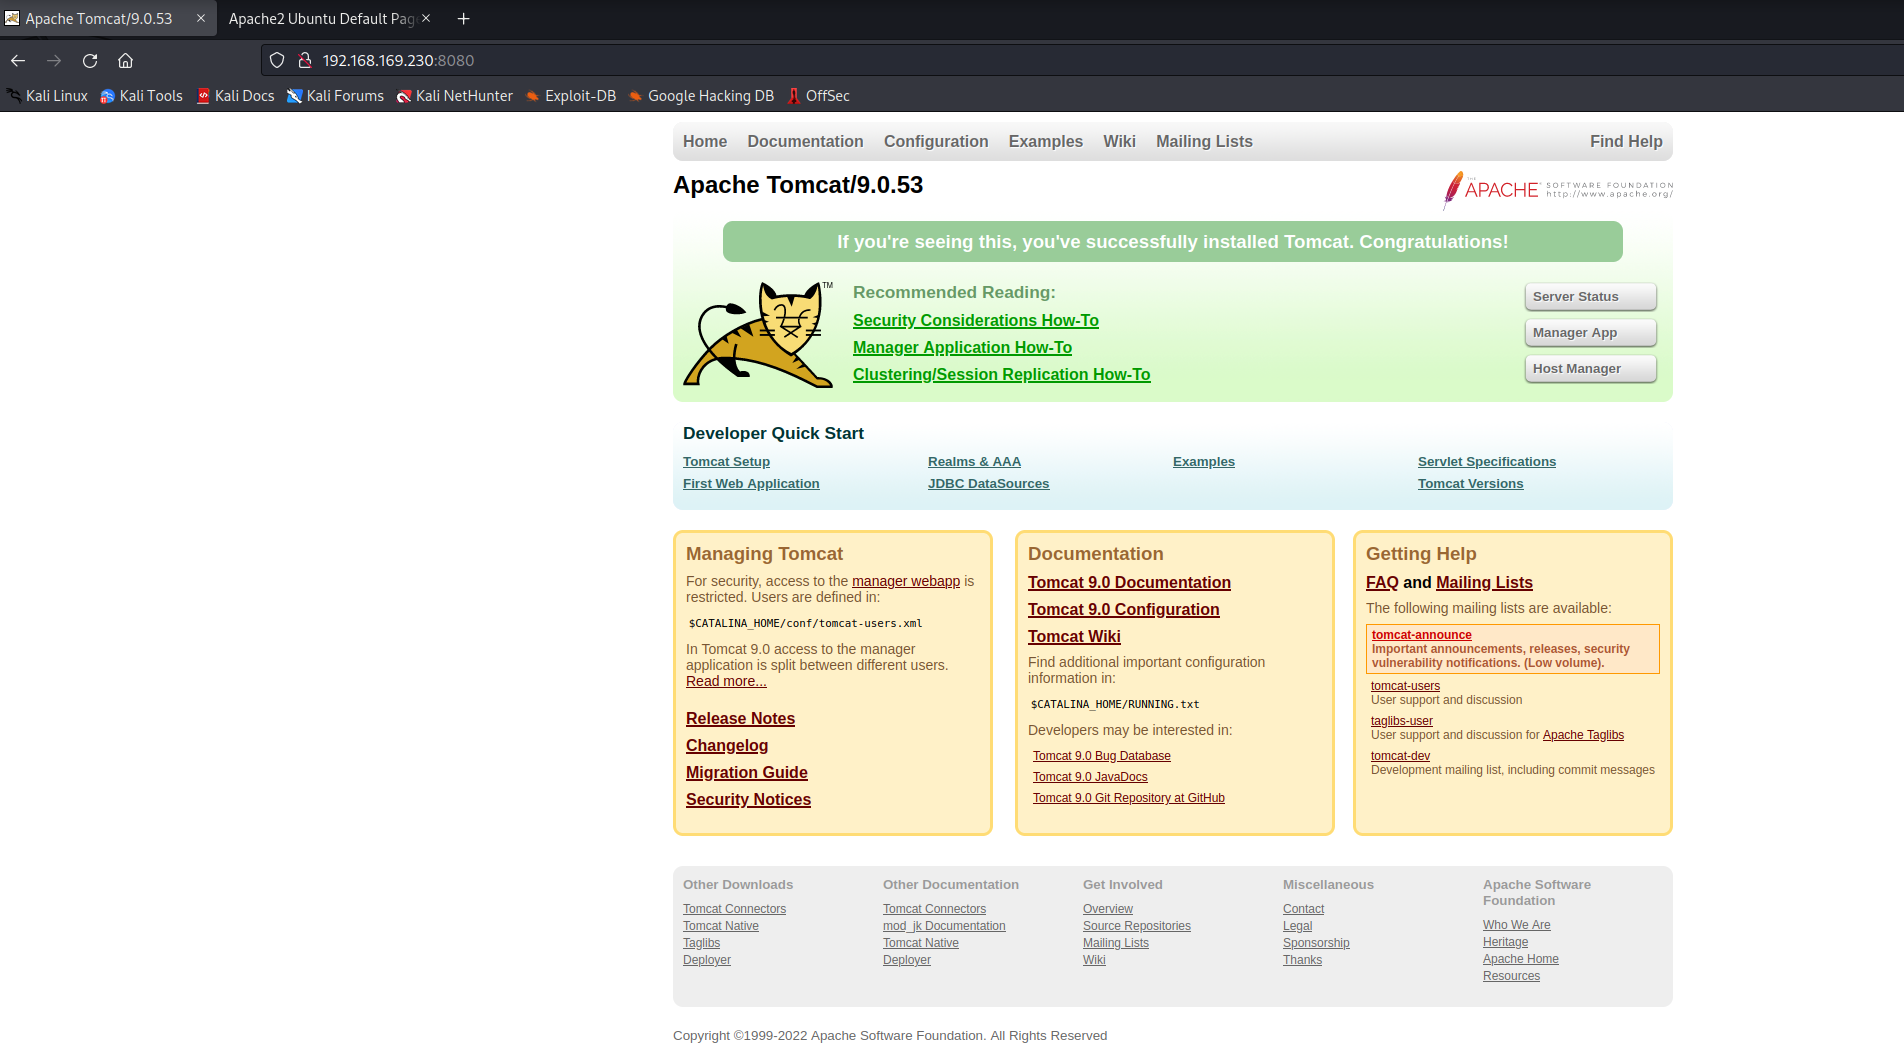 Apache Tomcat/9.0.53
Apache2 Ubuntu Default Pag
192.168.169.230:8080
Kali Linux Kali Tools Kali Docs Kali Forums Kali NetHunter Exploit-DB Google Hacking DB OffSec
Home Documentation Configuration Examples Wiki Mailing Lists Find Help
Apache Tomcat/9.0.53
THE APACHE® SOFTWARE FOUNDATION
http://www.apache.org/
If you're seeing this, you've successfully installed Tomcat. Congratulations!
TM
Recommended Reading:
Security Considerations How-To
Manager Application How-To
Clustering/Session Replication How-To
Server Status
Manager App
Host Manager
Developer Quick Start
Tomcat Setup
First Web Application
Realms & AAA
JDBC DataSources
Examples
Servlet Specifications
Tomcat Versions
Managing Tomcat
For security, access to the manager webapp is
restricted. Users are defined in:
$CATALINA_HOME/conf/tomcat-users.xml
In Tomcat 9.0 access to the manager
application is split between different users.
Read more...
Release Notes
Changelog
Migration Guide
Security Notices
Documentation
Tomcat 9.0 Documentation
Tomcat 9.0 Configuration
Tomcat Wiki
Find additional important configuration
information in:
$CATALINA_HOME/RUNNING.txt
Developers may be interested in:
Tomcat 9.0 Bug Database
Tomcat 9.0 JavaDocs
Tomcat 9.0 Git Repository at GitHub
Getting Help
FAQ and Mailing Lists
The following mailing lists are available:
tomcat-announce
Important announcements, releases, security
vulnerability notifications. (Low volume).
tomcat-users
User support and discussion
taglibs-user
User support and discussion for Apache Taglibs
tomcat-dev
Development mailing list, including commit messages
Other Downloads
Tomcat Connectors
Tomcat Native
Taglibs
Deployer
Other Documentation
Tomcat Connectors
mod_jk Documentation
Tomcat Native
Deployer
Get Involved
Overview
Source Repositories
Mailing Lists
Wiki
Miscellaneous
Contact
Legal
Sponsorship
Thanks
Apache Software
Foundation
Who We Are
Heritage
Apache Home
Resources
Copyright ©1999-2022 Apache Software Foundation. All Rights Reserved